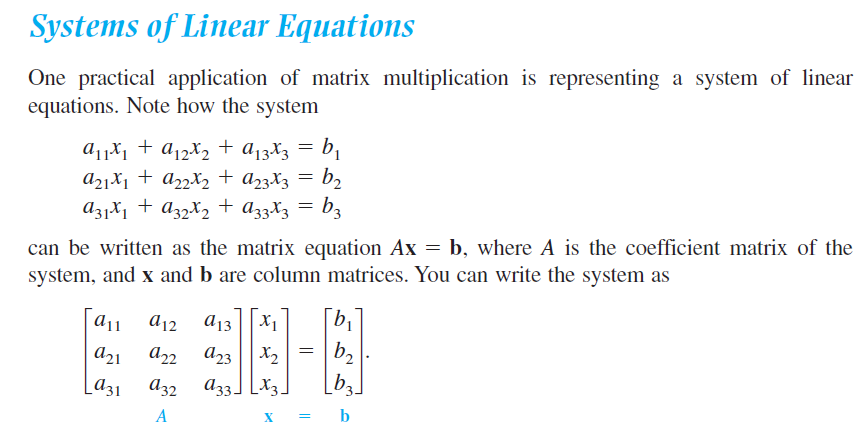 Systems of Linear Equations
One practical application of matrix multiplication is representing a system of linear
equations. Note how the system
a₁₁x₁ + a₁₂x₂ + a₁₃x₃ = b₁
a₂₁x₁ + a₂₂x₂ + a₂₃x₃ = b₂
a₃₁x₁ + a₃₂x₂ + a₃₃x₃ = b₃
can be written as the matrix equation Ax = b, where A is the coefficient matrix of the
system, and x and b are column matrices. You can write the system as
[a₁₁ a₁₂ a₁₃] [x₁] [b₁]
[a₂₁ a₂₂ a₂₃] [x₂] = [b₂].
[a₃₁ a₃₂ a₃₃] [x₃] [b₃]
A x = b